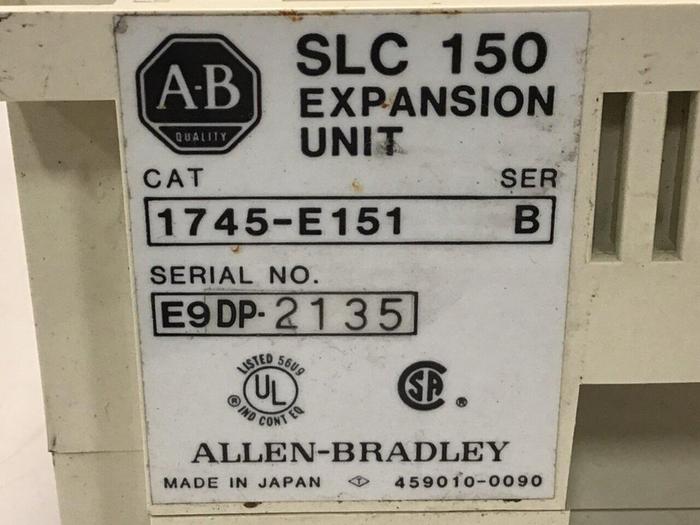 A-B
QUALITY
SLC 150
EXPANSION
UNIT
CAT SER
1745-E151 B
SERIAL NO.
E9DP-2135
LISTED 56U9
UL
® IND CONT EQ
SA ®
ALLEN-BRADLEY
MADE IN JAPAN T 459010-0090